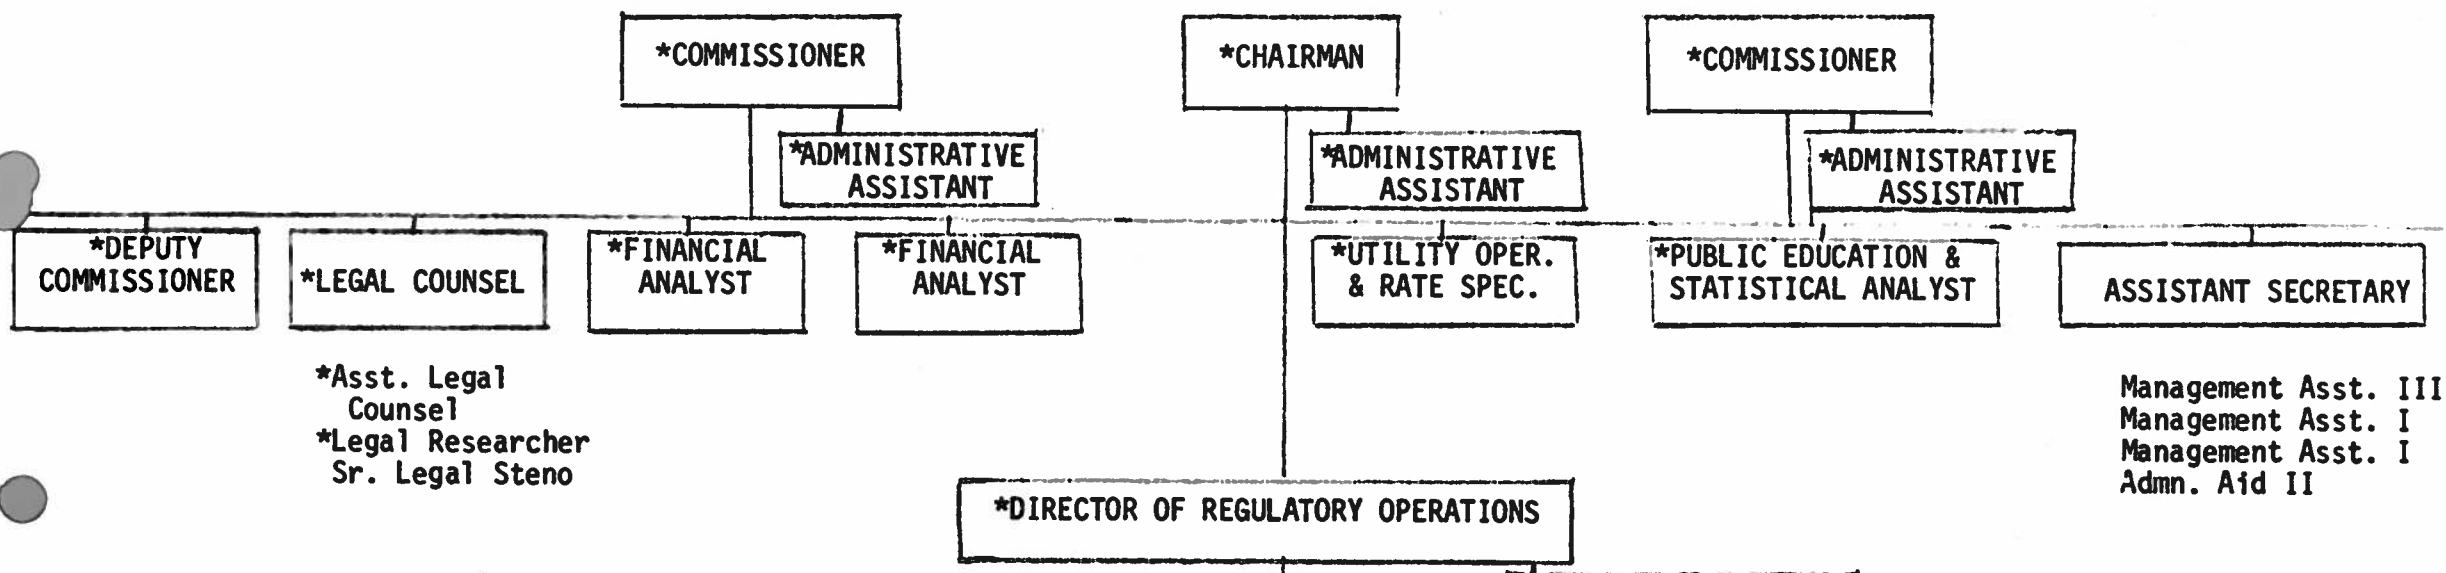 *COMMISSIONER
*CHAIRMAN
*COMMISSIONER
*ADMINISTRATIVE
ASSISTANT
*ADMINISTRATIVE
ASSISTANT
*ADMINISTRATIVE
ASSISTANT
*DEPUTY
COMMISSIONER
*LEGAL COUNSEL
*FINANCIAL
ANALYST
*FINANCIAL
ANALYST
*UTILITY OPER.
& RATE SPEC.
*PUBLIC EDUCATION &
STATISTICAL ANALYST
ASSISTANT SECRETARY
*Asst. Legal
Counsel
*Legal Researcher
Sr. Legal Steno
Management Asst. III
Management Asst. I
Management Asst. I
Admn. Aid II
*DIRECTOR OF REGULATORY OPERATIONS